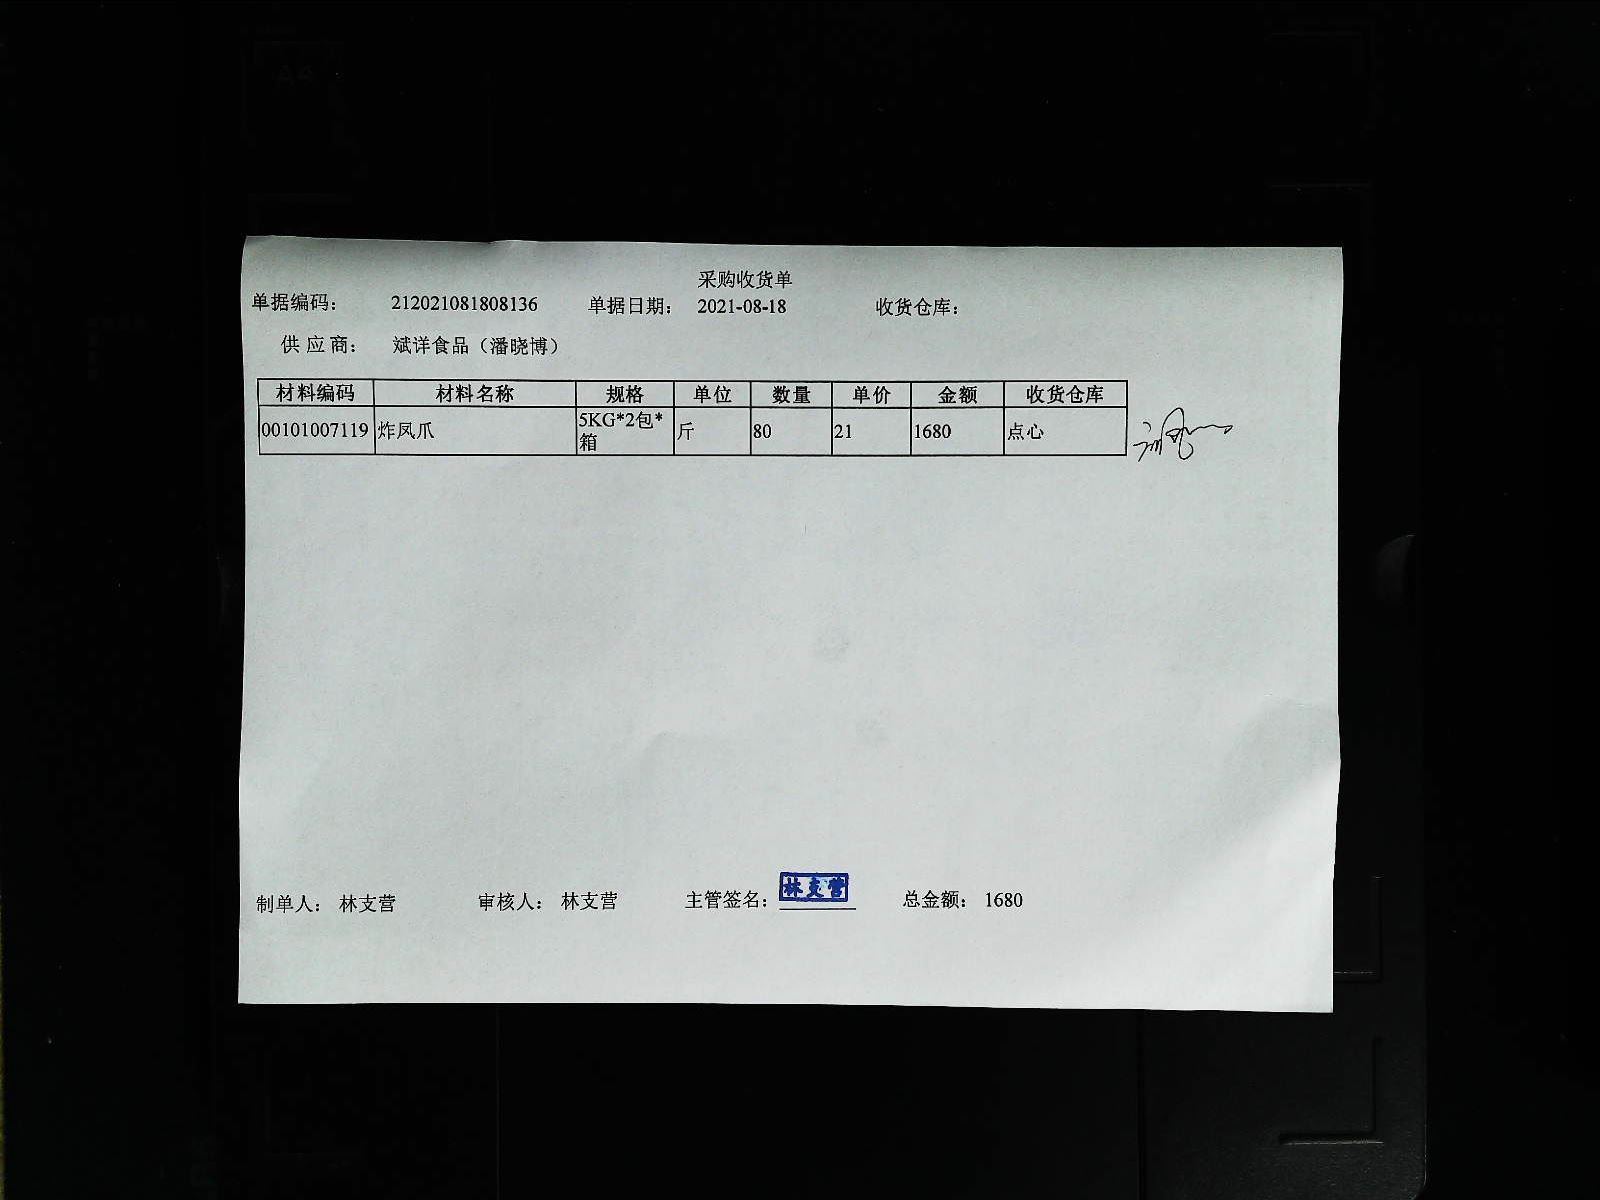 采购收货单
单据编码： 212021081808136 单据日期： 2021-08-18 收货仓库：
供应商： 斌详食品（潘晓博）
材料编码 材料名称 规格 单位 数量 单价 金额 收货仓库
00101007119 炸凤爪 5KG*2包*箱 斤 80 21 1680 点心
制单人： 林支营 审核人： 林支营 主管签名： 林支营 总金额： 1680